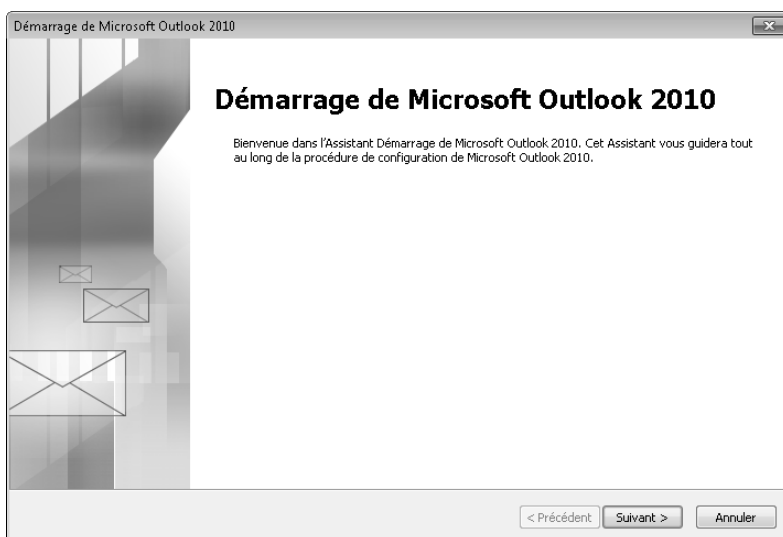 Démarrage de Microsoft Outlook 2010
Démarrage de Microsoft Outlook 2010
Bienvenue dans l'Assistant Démarrage de Microsoft Outlook 2010. Cet Assistant vous guidera tout
au long de la procédure de configuration de Microsoft Outlook 2010.
< Précédent Suivant > Annuler